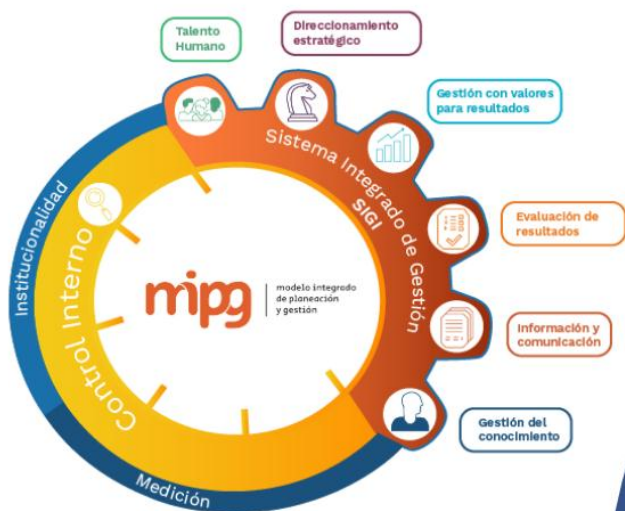 Talento
Humano
Direccionamiento
estratégico
Gestión con valores
para resultados
Evaluación de
resultados
Información y
comunicación
Gestión del
conocimiento
Sistema Integrado de Gestión
SIGI
Institucionalidad
Control Interno
Medición
mipg
modelo integrado
de planeación
y gestión